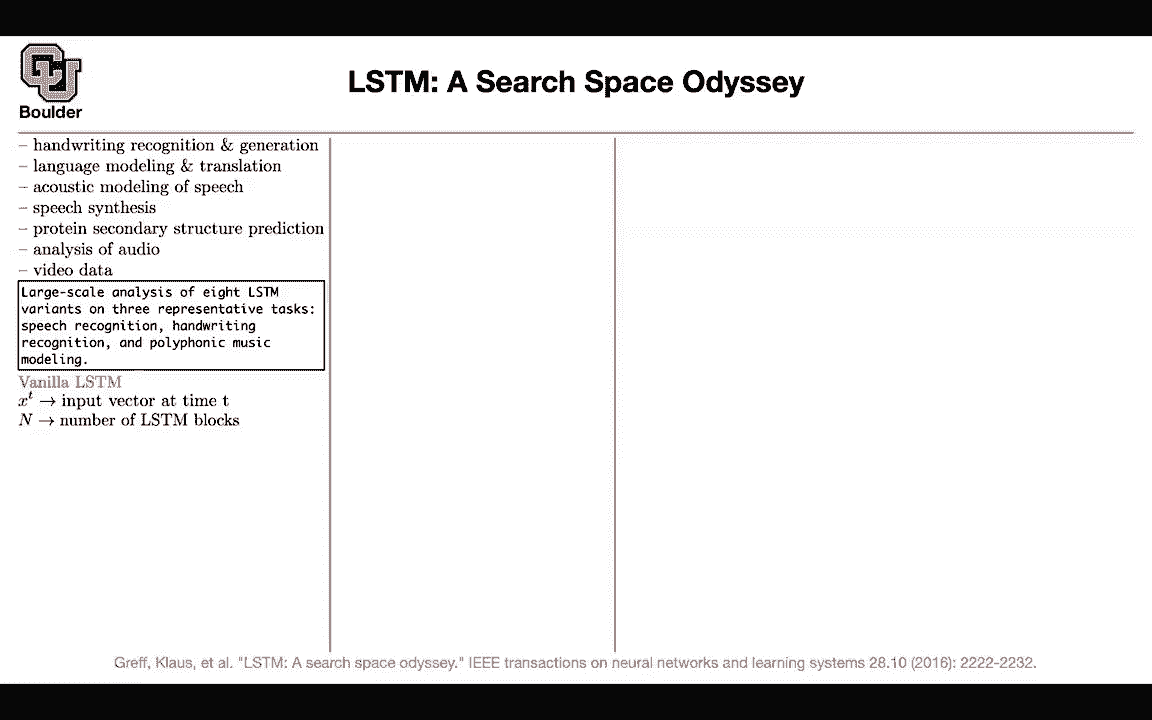 LSTM: A Search Space Odyssey
CU
Boulder
– handwriting recognition & generation
– language modeling & translation
– acoustic modeling of speech
– speech synthesis
– protein secondary structure prediction
– analysis of audio
– video data
Large-scale analysis of eight LSTM
variants on three representative tasks:
speech recognition, handwriting
recognition, and polyphonic music
modeling.
Vanilla LSTM
xᵗ → input vector at time t
N → number of LSTM blocks
Greff, Klaus, et al. "LSTM: A search space odyssey." IEEE transactions on neural networks and learning systems 28.10 (2016): 2222-2232.